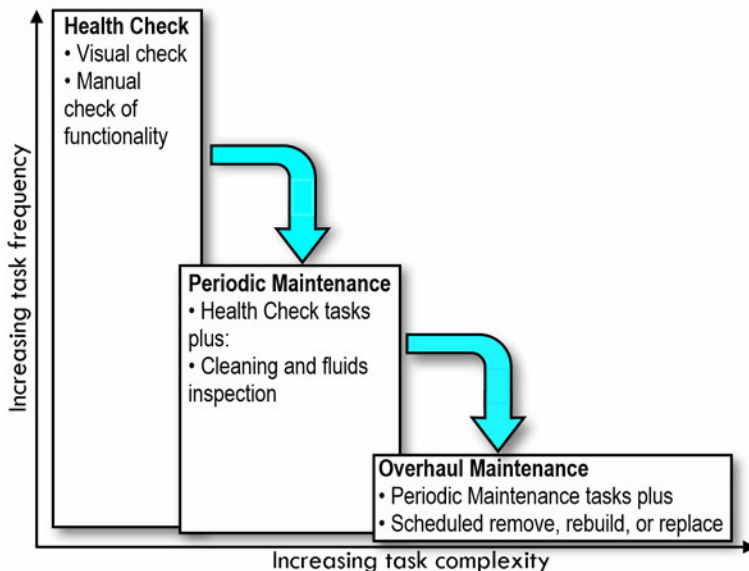 Health Check
• Visual check
• Manual
check of
functionality
Increasing task frequency
Periodic Maintenance
• Health Check tasks
plus:
• Cleaning and fluids
inspection
Overhaul Maintenance
• Periodic Maintenance tasks plus
• Scheduled remove, rebuild, or replace
Increasing task complexity